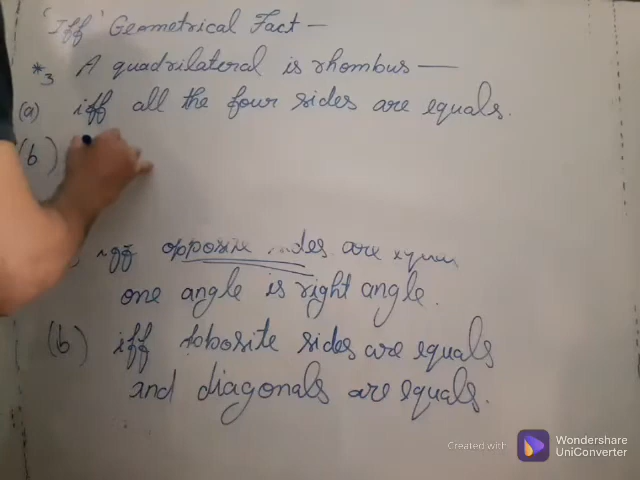 'Iff' Geometrical Fact —
*3 A quadrilateral is rhombus —
(a) iff all the four sides are equals.
(b)
iff opposite sides are equal
one angle is right angle.
(b) iff opposite sides are equals
and diagonals are equals.
Created with Wondershare UniConverter